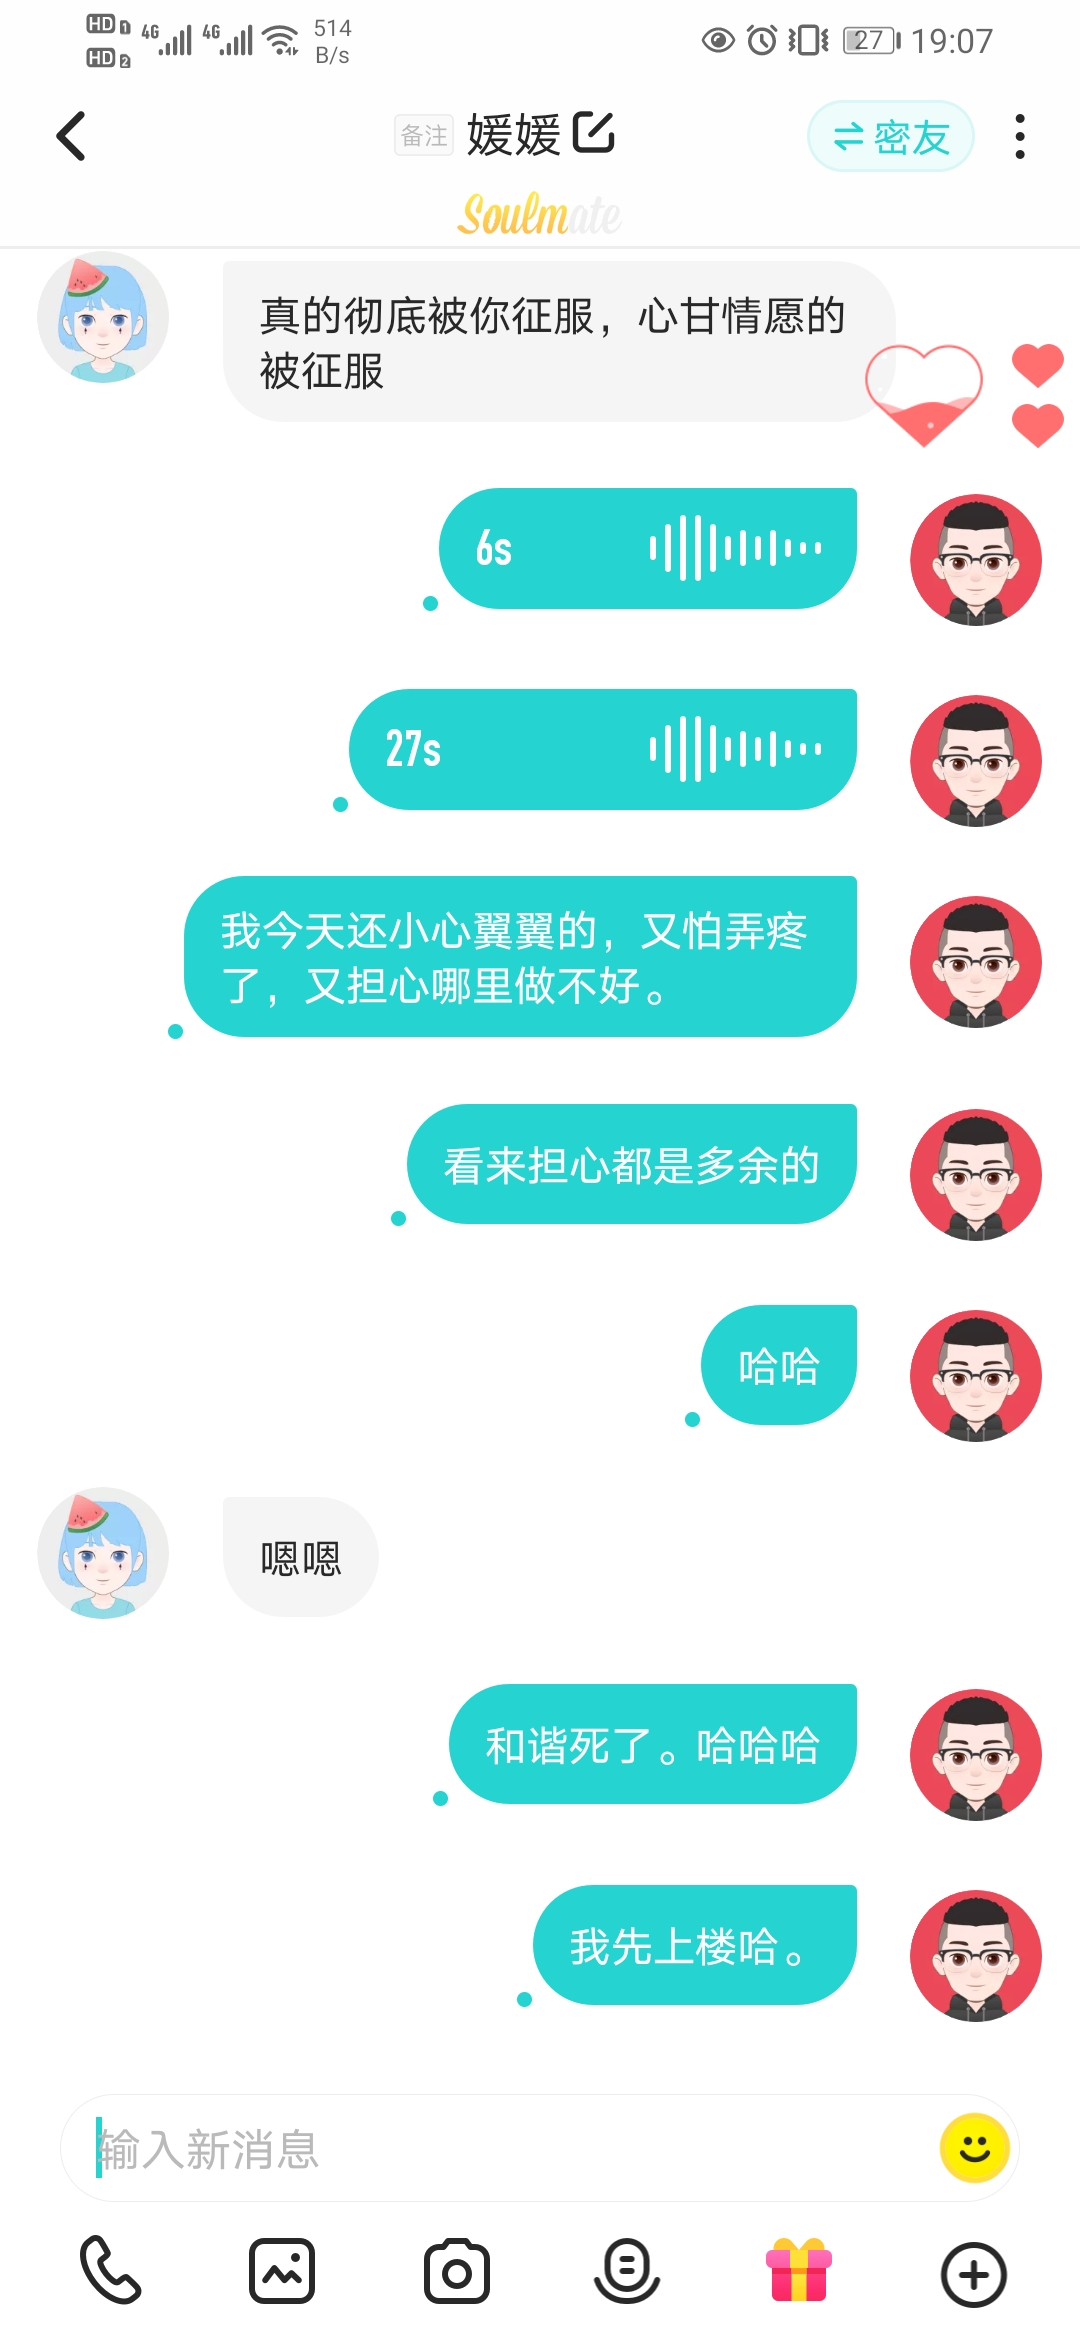 HD 1 4G 4G 514 27 19:07
HD 2 B/s
备注 媛媛 密友
Soulmate
真的彻底被你征服，心甘情愿的
被征服
6s
27s
我今天还小心翼翼的，又怕弄疼
了，又担心哪里做不好。
看来担心都是多余的
哈哈
嗯嗯
和谐死了。哈哈哈
我先上楼哈。
输入新消息